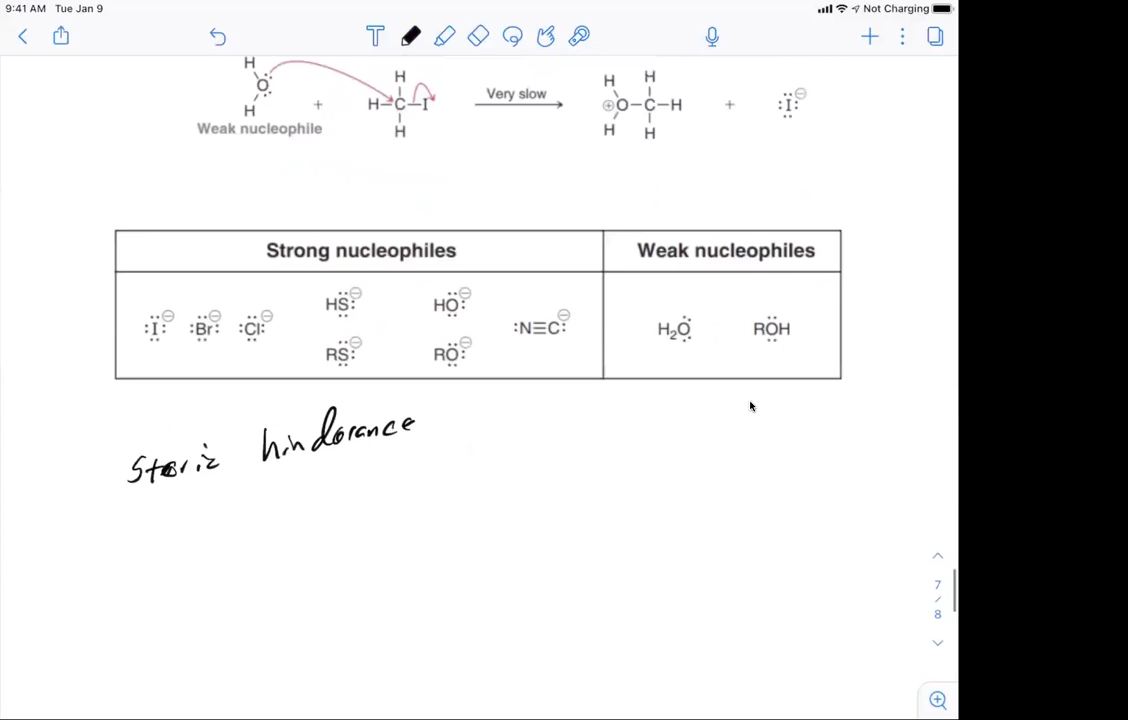 9:41 AM Tue Jan 9 Not Charging
H H H
O: H-C-I Very slow ⊕O-C-H + :I:⊖
H + H H H
Weak nucleophile
Strong nucleophiles Weak nucleophiles
:I:⊖ :Br:⊖ :Cl:⊖ HS:⊖ HO:⊖ :N≡C:⊖ H₂O ROH
RS:⊖ RO:⊖
Steric hindorance
7
/
8